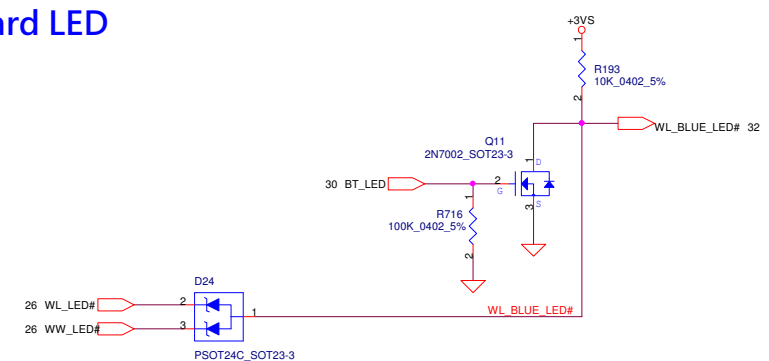 ard LED
+3VS
1
R193
10K_0402_5%
2
WL_BLUE_LED# 32
Q11
2N7002_SOT23-3
1
D
30 BT_LED
2
G
3
S
1
R716
100K_0402_5%
2
D24
26 WL_LED#
2
1
WL_BLUE_LED#
26 WW_LED#
3
PSOT24C_SOT23-3